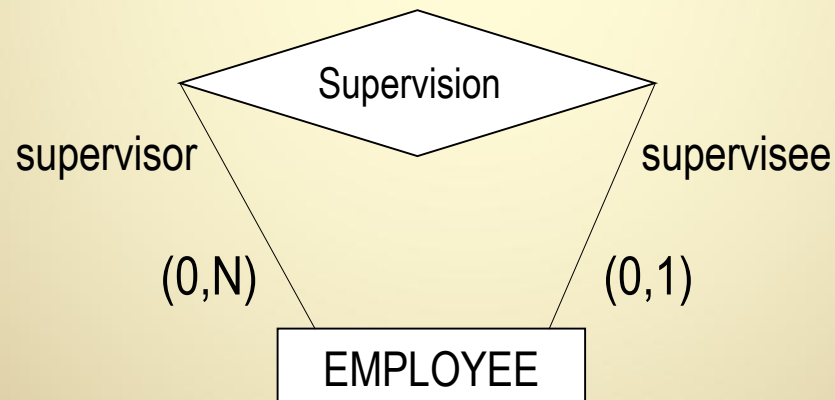 Supervision
supervisor
supervisee
(0,N)
(0,1)
EMPLOYEE